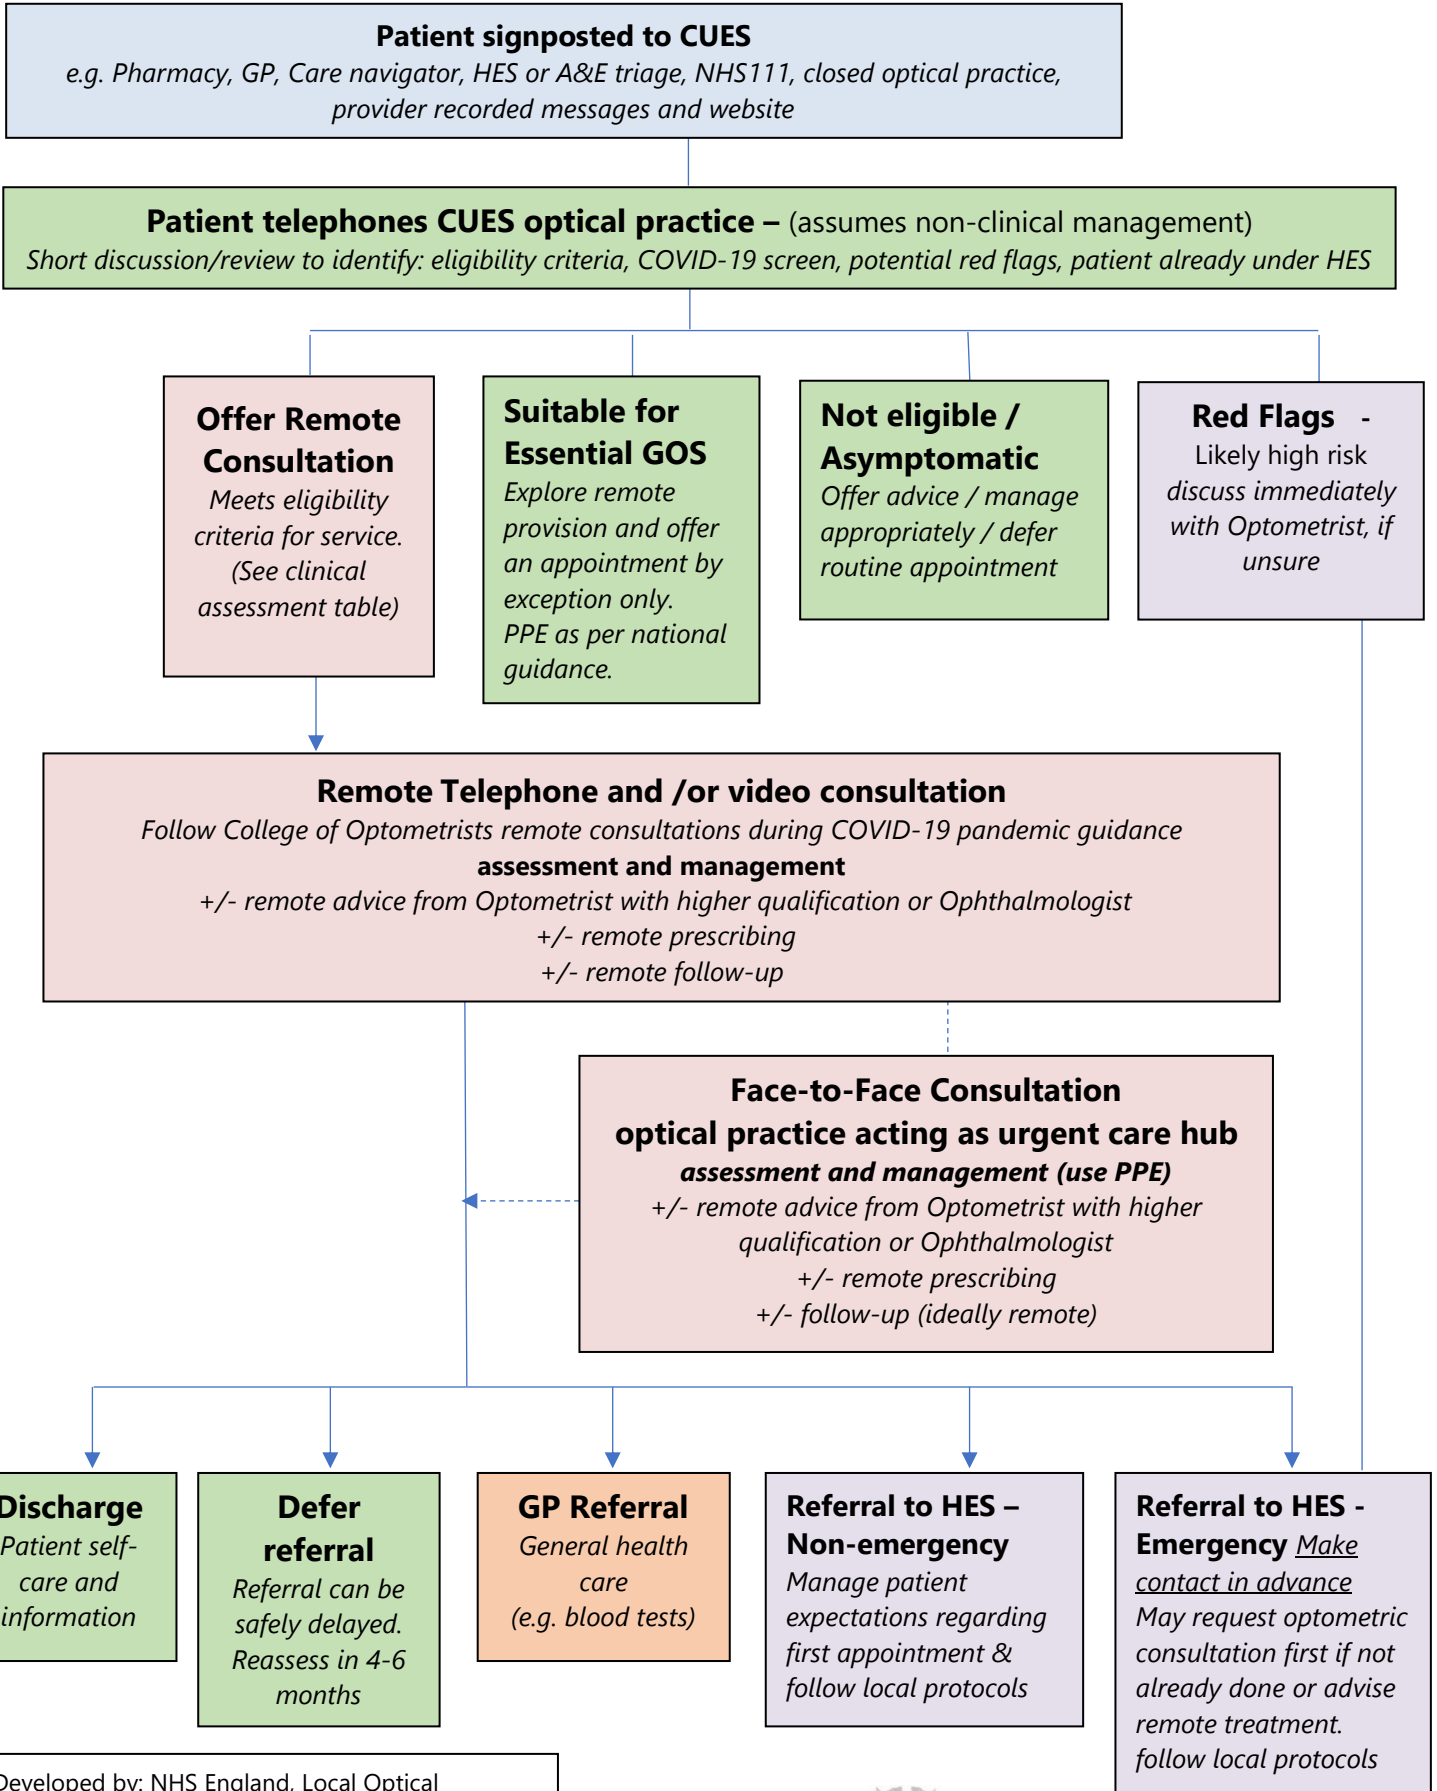 Patient signposted to CUES
e.g. Pharmacy, GP, Care navigator, HES or A&E triage, NHS111, closed optical practice,
provider recorded messages and website
Patient telephones CUES optical practice – (assumes non-clinical management)
Short discussion/review to identify: eligibility criteria, COVID-19 screen, potential red flags, patient already under HES
Offer Remote
Consultation
Meets eligibility
criteria for service.
(See clinical
assessment table)
Suitable for
Essential GOS
Explore remote
provision and offer
an appointment by
exception only.
PPE as per national
guidance.
Not eligible /
Asymptomatic
Offer advice / manage
appropriately / defer
routine appointment
Red Flags -
Likely high risk
discuss immediately
with Optometrist, if
unsure
Remote Telephone and /or video consultation
Follow College of Optometrists remote consultations during COVID-19 pandemic guidance
assessment and management
+/- remote advice from Optometrist with higher qualification or Ophthalmologist
+/- remote prescribing
+/- remote follow-up
Face-to-Face Consultation
optical practice acting as urgent care hub
assessment and management (use PPE)
+/- remote advice from Optometrist with higher
qualification or Ophthalmologist
+/- remote prescribing
+/- follow-up (ideally remote)
Discharge
Patient self-
care and
information
Defer
referral
Referral can be
safely delayed.
Reassess in 4-6
months
GP Referral
General health
care
(e.g. blood tests)
Referral to HES –
Non-emergency
Manage patient
expectations regarding
first appointment &
follow local protocols
Referral to HES -
Emergency Make
contact in advance
May request optometric
consultation first if not
already done or advise
remote treatment.
follow local protocols
Developed by: NHS England, Local Optical